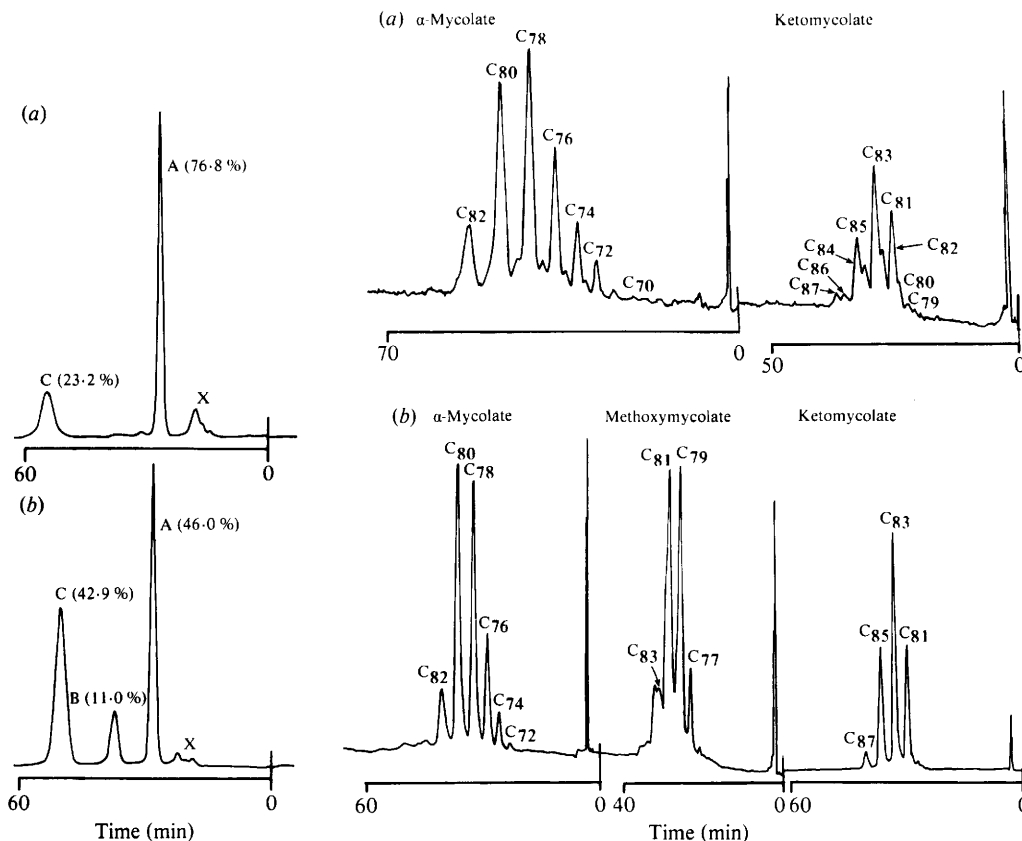 (a)
A (76·8 %)
C (23·2 %)
X
60
0
(b)
A (46·0 %)
C (42·9 %)
B (11·0 %)
X
60
0
Time (min)
(a) α-Mycolate
Ketomycolate
C78
C80
C76
C74
C82
C72
C70
70
0
C83
C81
C85
C84
C82
C86
C87
C80
C79
50
0
(b) α-Mycolate
Methoxymycolate
Ketomycolate
C80
C78
C76
C82
C74
C72
60
0
C81
C79
C83
C77
40
0
C83
C85
C81
C87
60
0
Time (min)